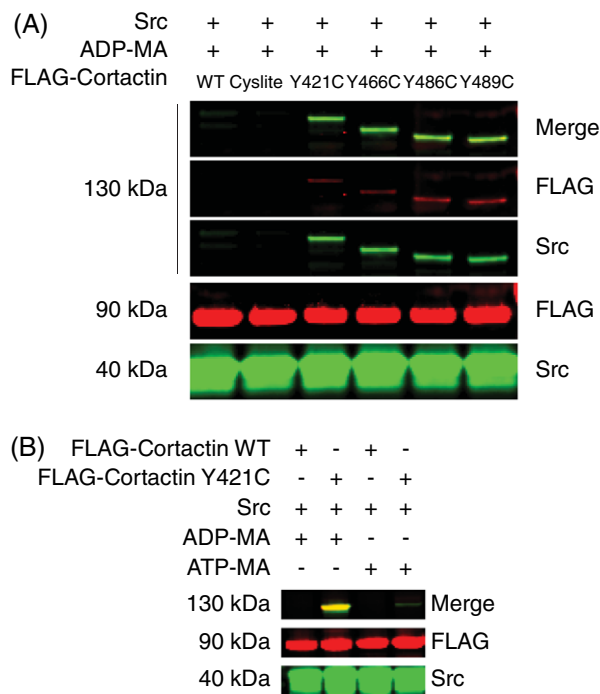 (A) Src + + + + + +
ADP-MA + + + + + +
FLAG-Cortactin WT Cyslite Y421C Y466C Y486C Y489C
Merge
130 kDa FLAG
Src
90 kDa FLAG
40 kDa Src
(B) FLAG-Cortactin WT + - + -
FLAG-Cortactin Y421C - + - +
Src + + + +
ADP-MA + + - -
ATP-MA - - + +
130 kDa Merge
90 kDa FLAG
40 kDa Src